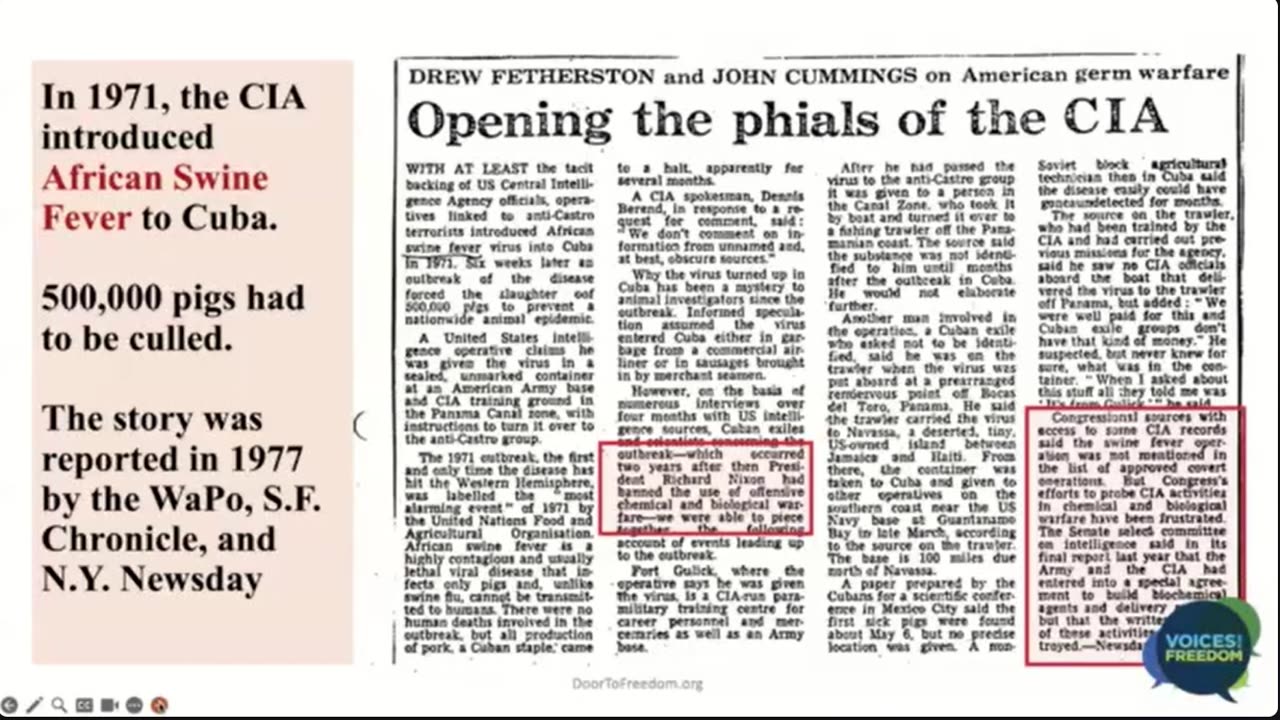 In 1971, the CIA
introduced
African Swine
Fever to Cuba.
500,000 pigs had
to be culled.
The story was
reported in 1977
by the WaPo, S.F.
Chronicle, and
N.Y. Newsday
DREW FETHERSTON and JOHN CUMMINGS on American germ warfare
Opening the phials of the CIA
WITH AT LEAST the tacit
backing of US Central Intelli-
gence Agency officials, opera-
tives linked to anti-Castro
terrorists introduced African
swine fever virus into Cuba
in 1971. Six weeks later an
outbreak of the disease
forced the slaughter oof
500,000 pigs to prevent a
nationwide animal epidemic.
A United States intelli-
gence operative claims he
was given the virus in a
sealed, unmarked container
at an American Army base
and CIA training ground in
the Panama Canal zone, with
instructions to turn it over to
the anti-Castro group.
The 1971 outbreak, the first
and only time the disease has
hit the Western Hemisphere,
was labelled the "most
alarming event" of 1971 by
the United Nations Food and
Agricultural Organisation.
African swine fever is a
highly contagious and usually
lethal viral disease that in-
fects only pigs and, unlike
swine flu, cannot be transmit-
ted to humans. There were no
human deaths involved in the
outbreak, but all production
of pork, a Cuban staple, came
to a halt, apparently for
several months.
A CIA spokesman, Dennis
Berend, in response to a re-
quest for comment, said:
"We don't comment on in-
formation from unnamed and,
at best, obscure sources."
Why the virus turned up in
Cuba has been a mystery to
animal investigators since the
outbreak. Informed specula-
tion assumed the virus
entered Cuba either in gar-
bage from a commercial air-
liner or in sausages brought
in by merchant seamen.
However, on the basis of
numerous interviews over
four months with US intelli-
gence sources, Cuban exiles
and scientists concerning the
outbreak—which occurred
two years after then Presi-
dent Richard Nixon had
banned the use of offensive
chemical and biological war-
fare—we were able to piece
together the following
account of events leading up
to the outbreak.
Fort Gulick, where the
operative says he was given
the virus, is a CIA-run para-
military training centre for
career personnel and mer-
cenaries as well as an Army
base.
After he had passed the
virus to the anti-Castro group
it was given to a person in
the Canal Zone, who took it
by boat and turned it over to
a fishing trawler off the Pana-
manian coast. The source said
the substance was not identi-
fied to him until months
after the outbreak in Cuba.
He would not elaborate
further.
Another man involved in
the operation, a Cuban exile
who asked not to be identi-
fied, said he was on the
trawler when the virus was
put aboard at a prearranged
rendezvous point off Bocas
del Toro, Panama. He said
the trawler carried the virus
to Navassa, a deserted, tiny,
US-owned island between
Jamaica and Haiti. From
there, the container was
taken to Cuba and given to
other operatives on the
southern coast near the US
Navy base at Guantanamo
Bay in late March, according
to the source on the trawler.
The base is 100 miles due
north of Navassa.
A paper prepared by the
Cubans for a scientific confer-
ence in Mexico City said the
first sick pigs were found
about May 6, but no precise
location was given. A non-
Soviet block agricultural
technician then in Cuba said
the disease easily could have
gone undetected for months.
The source on the trawler,
who had been trained by the
CIA and had carried out pre-
vious missions for the agency,
said he saw no CIA officials
aboard the boat that deli-
vered the virus to the trawler
off Panama, but added: "We
were well paid for this and
Cuban exile groups don't
have that kind of money." He
suspected, but never knew for
sure, what was in the con-
tainer. "When I asked about
this stuff all they told me was
'It's from Gulick,'" he said.
Congressional sources with
access to some CIA records
said the swine fever oper-
ation was not mentioned in
the list of approved covert
operations. But Congress's
efforts to probe CIA activities
in chemical and biological
warfare have been frustrated.
The Senate select committee
on intelligence said in its
final report last year that the
Army and the CIA had
entered into a special agree-
ment to build biochemical
agents and delivery
but that the writte
of these activities
troyed.—Newsda
VOICES!
FREEDOM
DoorToFreedom.org